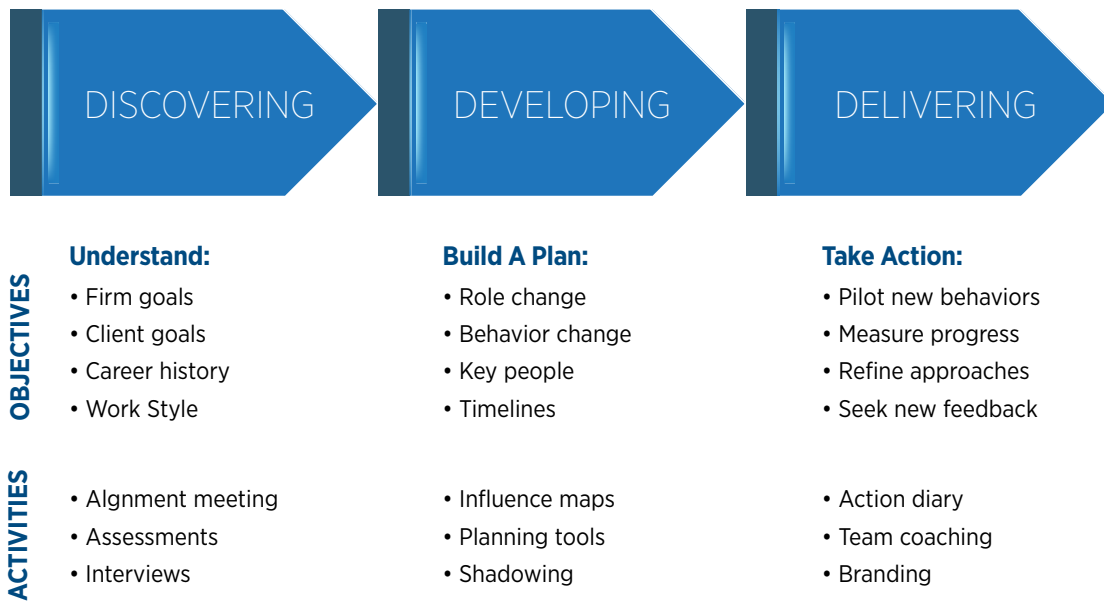 DISCOVERING
DEVELOPING
DELIVERING
OBJECTIVES
Understand:
• Firm goals
• Client goals
• Career history
• Work Style
Build A Plan:
• Role change
• Behavior change
• Key people
• Timelines
Take Action:
• Pilot new behaviors
• Measure progress
• Refine approaches
• Seek new feedback
ACTIVITIES
• Algnment meeting
• Assessments
• Interviews
• Influence maps
• Planning tools
• Shadowing
• Action diary
• Team coaching
• Branding